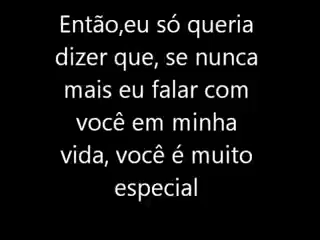 Então,eu só queria
dizer que, se nunca
mais eu falar com
você em minha
vida, você é muito
especial